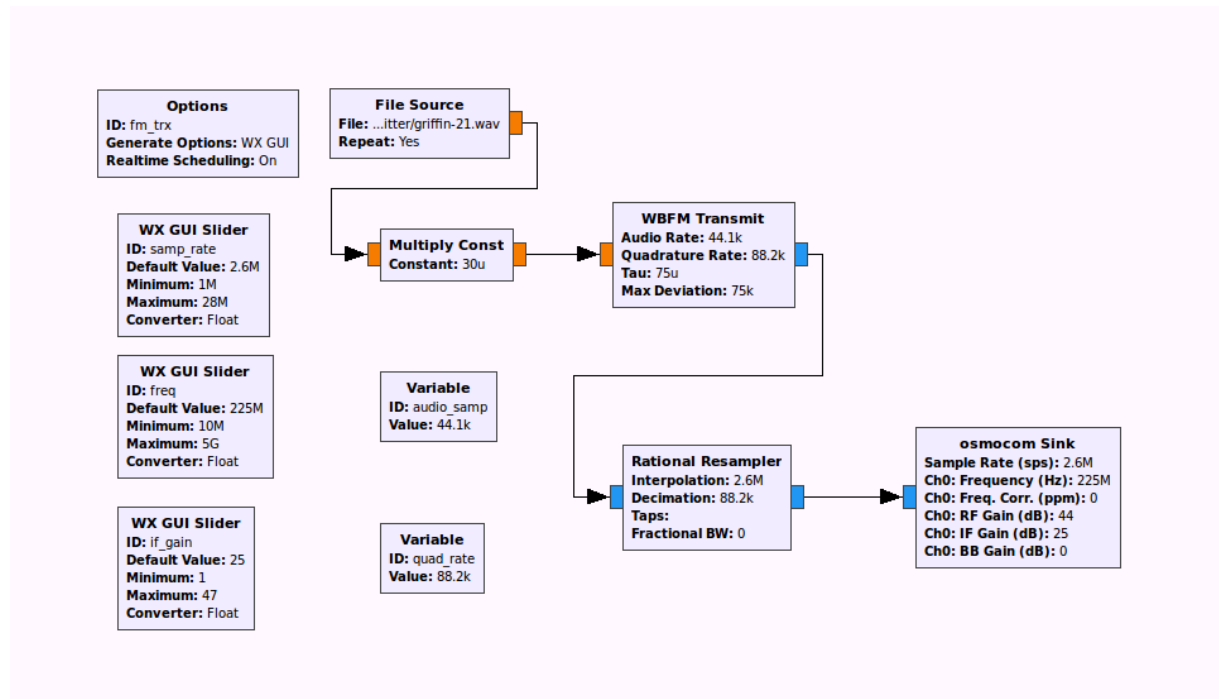 Options
ID: fm_trx
Generate Options: WX GUI
Realtime Scheduling: On
File Source
File: ...itter/griffin-21.wav
Repeat: Yes
WX GUI Slider
ID: samp_rate
Default Value: 2.6M
Minimum: 1M
Maximum: 28M
Converter: Float
Multiply Const
Constant: 30u
WBFM Transmit
Audio Rate: 44.1k
Quadrature Rate: 88.2k
Tau: 75u
Max Deviation: 75k
WX GUI Slider
ID: freq
Default Value: 225M
Minimum: 10M
Maximum: 5G
Converter: Float
Variable
ID: audio_samp
Value: 44.1k
Rational Resampler
Interpolation: 2.6M
Decimation: 88.2k
Taps:
Fractional BW: 0
osmocom Sink
Sample Rate (sps): 2.6M
Ch0: Frequency (Hz): 225M
Ch0: Freq. Corr. (ppm): 0
Ch0: RF Gain (dB): 44
Ch0: IF Gain (dB): 25
Ch0: BB Gain (dB): 0
WX GUI Slider
ID: if_gain
Default Value: 25
Minimum: 1
Maximum: 47
Converter: Float
Variable
ID: quad_rate
Value: 88.2k